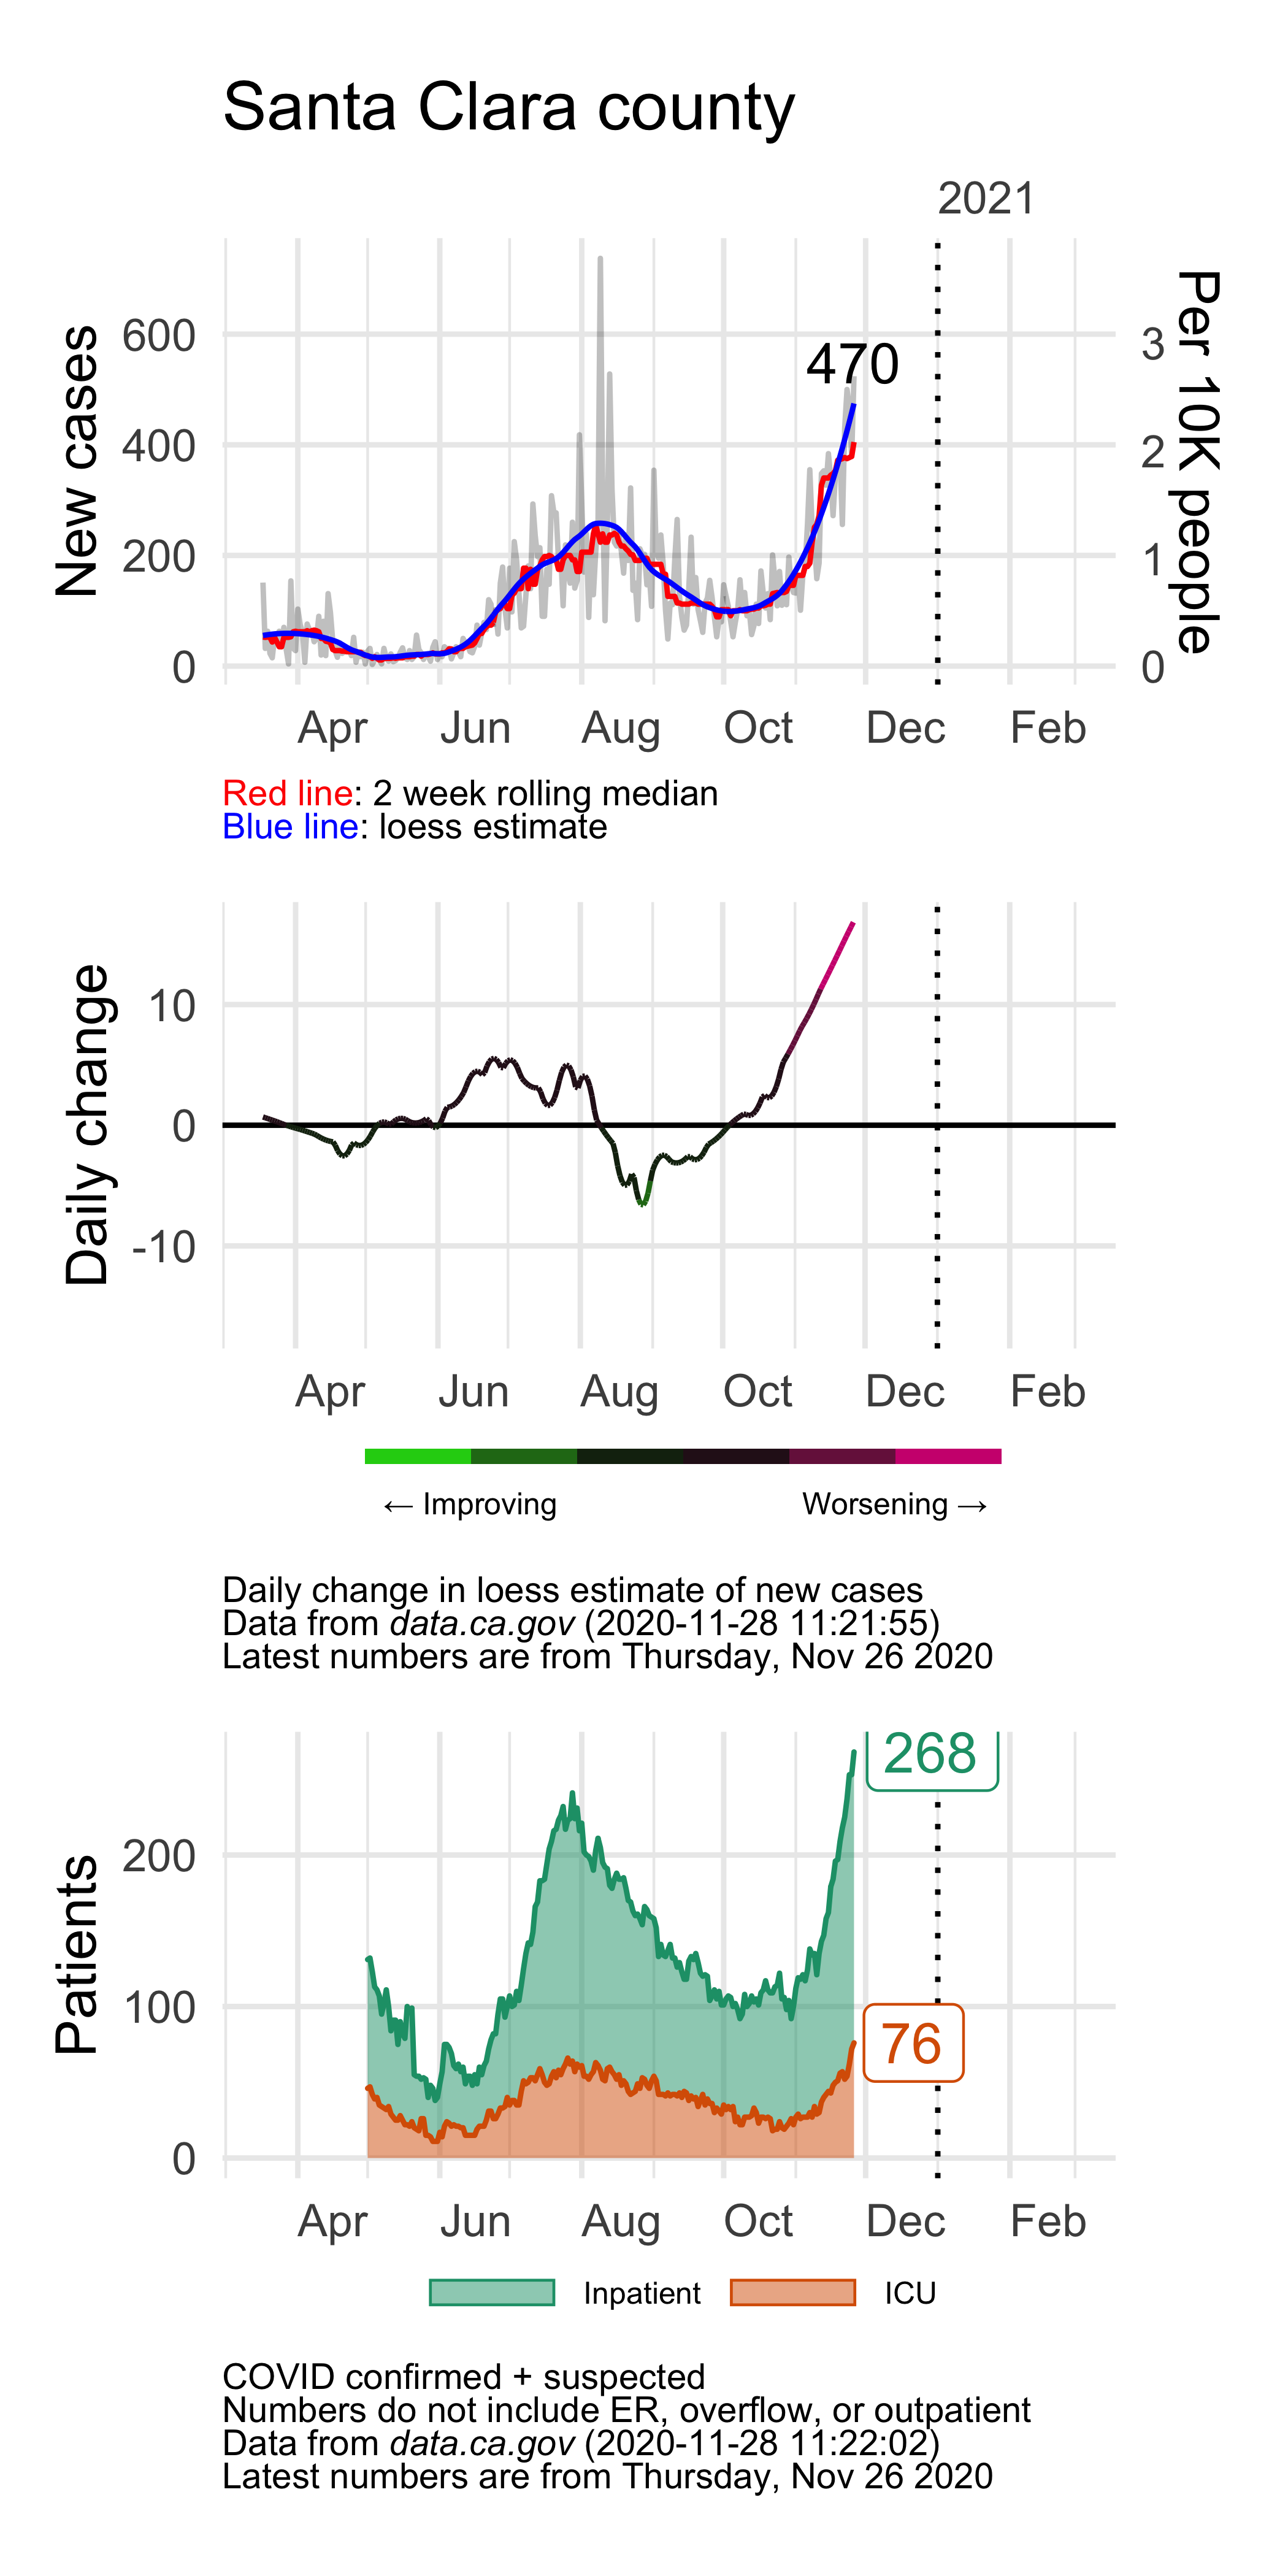 Santa Clara county
2021
New cases
Per 10K people
600
400
200
0
3
2
1
0
470
Apr Jun Aug Oct Dec Feb
Red line: 2 week rolling median
Blue line: loess estimate
Daily change
10
0
-10
Apr Jun Aug Oct Dec Feb
← Improving Worsening →
Daily change in loess estimate of new cases
Data from data.ca.gov (2020-11-28 11:21:55)
Latest numbers are from Thursday, Nov 26 2020
Patients
200
100
0
268
76
Apr Jun Aug Oct Dec Feb
Inpatient ICU
COVID confirmed + suspected
Numbers do not include ER, overflow, or outpatient
Data from data.ca.gov (2020-11-28 11:22:02)
Latest numbers are from Thursday, Nov 26 2020